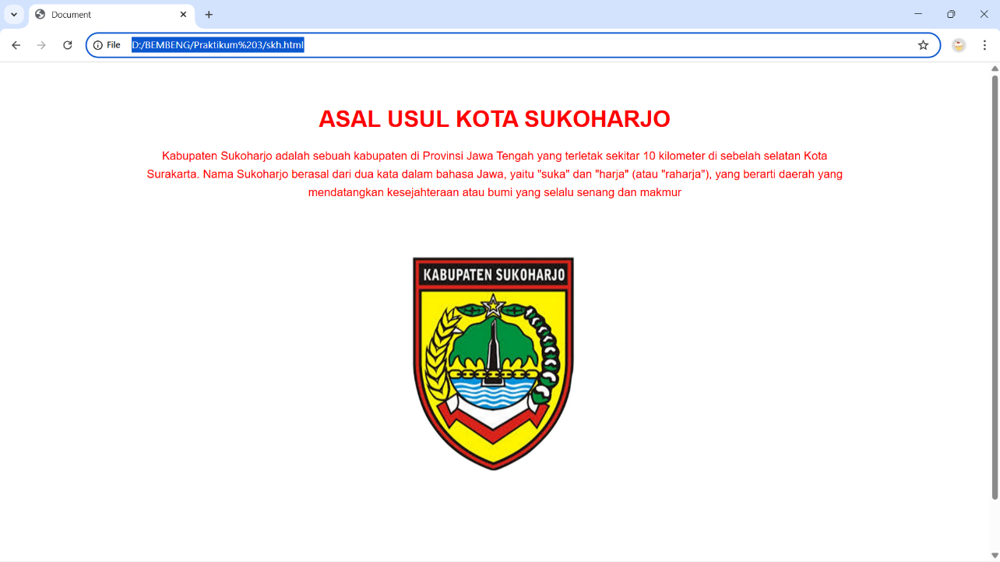 Document
File D:/BEMBENG/Praktikum%203/skh.html
ASAL USUL KOTA SUKOHARJO
Kabupaten Sukoharjo adalah sebuah kabupaten di Provinsi Jawa Tengah yang terletak sekitar 10 kilometer di sebelah selatan Kota
Surakarta. Nama Sukoharjo berasal dari dua kata dalam bahasa Jawa, yaitu "suka" dan "harja" (atau "raharja"), yang berarti daerah yang
mendatangkan kesejahteraan atau bumi yang selalu senang dan makmur
KABUPATEN SUKOHARJO